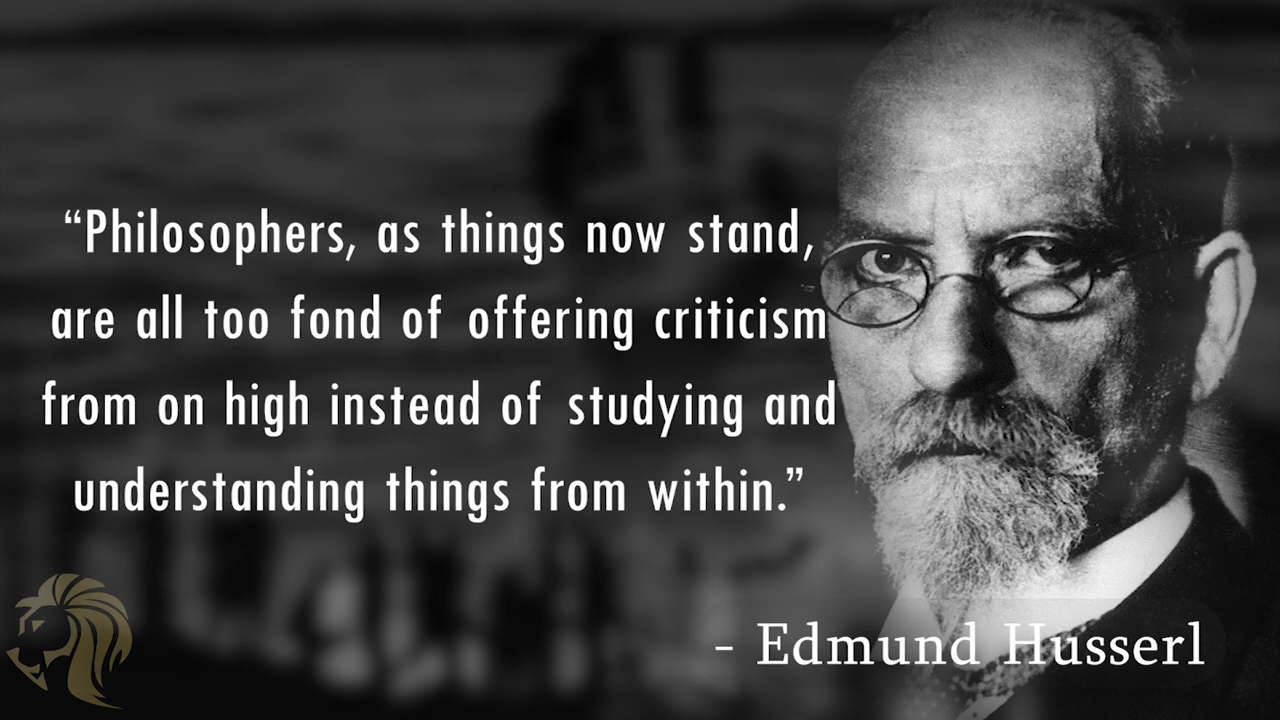 “Philosophers, as things now stand,
are all too fond of offering criticism
from on high instead of studying and
understanding things from within.”
- Edmund Husserl